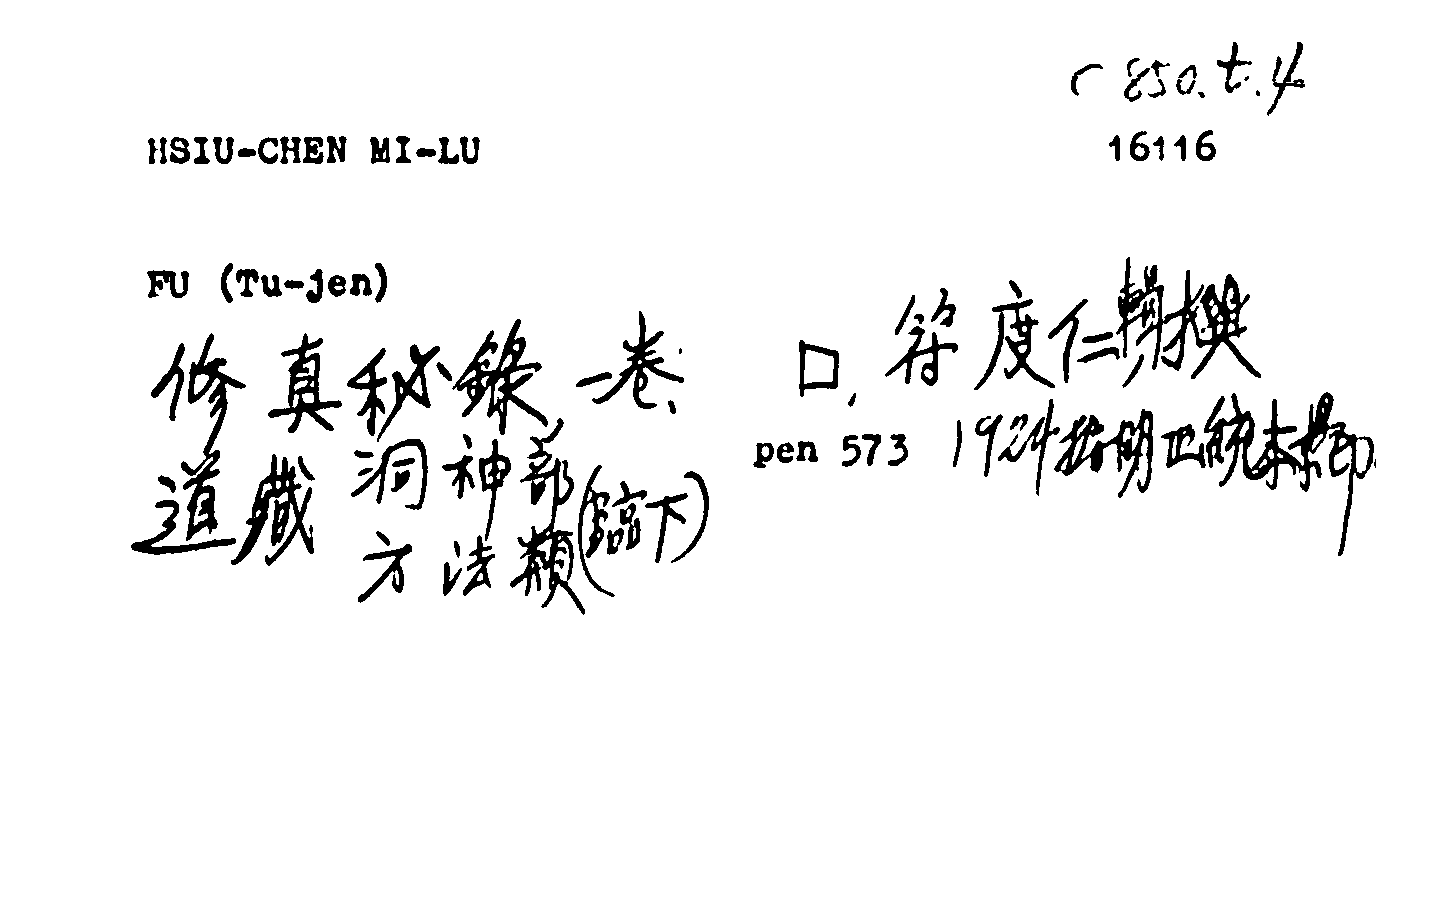 C 850.t.4
HSIU-CHEN MI-LU
16116
FU (Tu-jen)
修真秘錄,一卷. 口, 符度仁輯撰
道藏 洞神部 方法類(臨下) pen 573 1924 按明正統本影印.